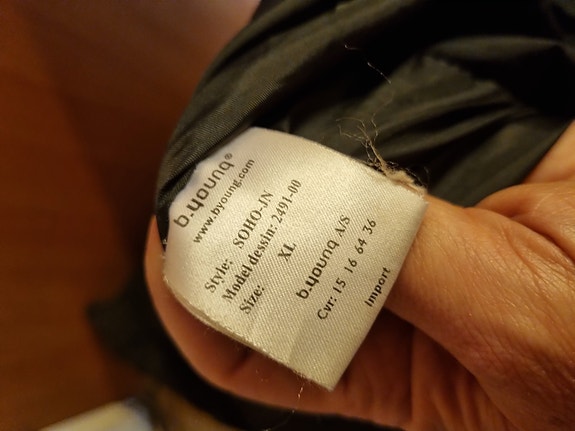 b.young®
www.byoung.com
Style: SOHO-JN
Model dessin: 2491-00
Size: XL
b.young A/S
Cvr: 15 16 64 36
Import